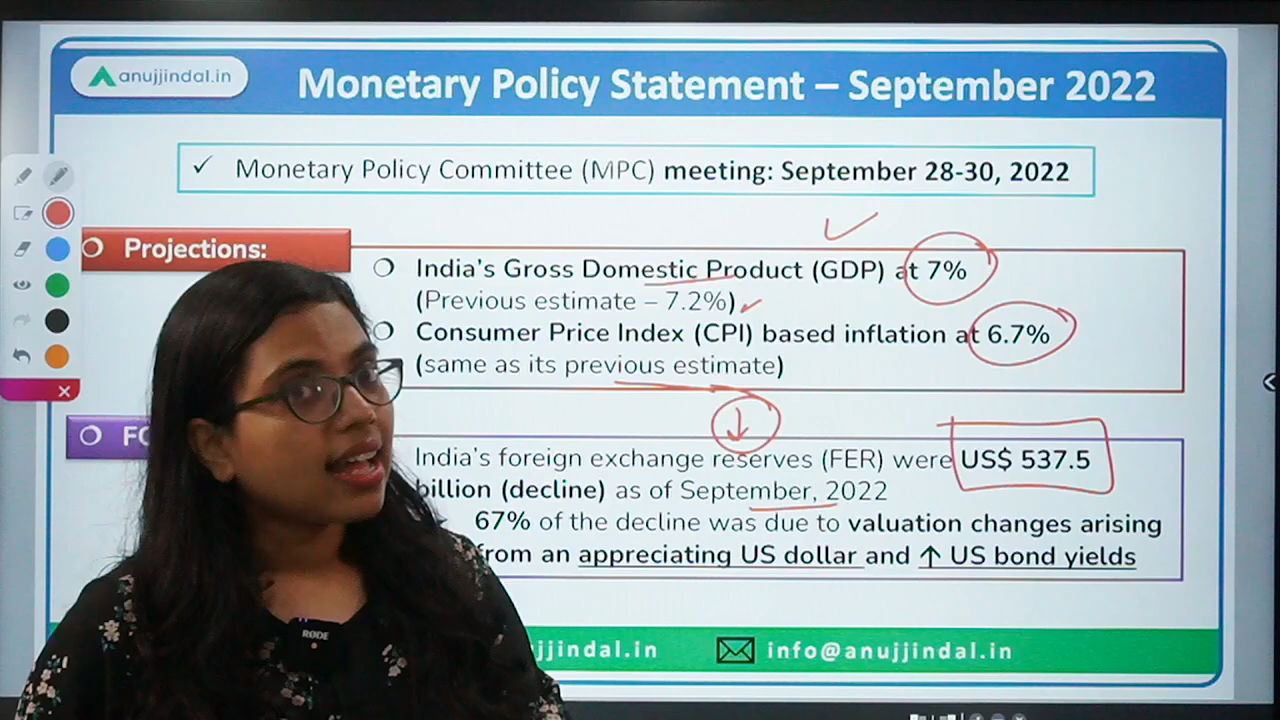 anujjindal.in
Monetary Policy Statement – September 2022
✓ Monetary Policy Committee (MPC) meeting: September 28-30, 2022
Projections:
India's Gross Domestic Product (GDP) at 7%
(Previous estimate – 7.2%)
Consumer Price Index (CPI) based inflation at 6.7%
(same as its previous estimate)
India's foreign exchange reserves (FER) were US$ 537.5
billion (decline) as of September, 2022
67% of the decline was due to valuation changes arising
from an appreciating US dollar and ↑ US bond yields
RØDE
info@anujjindal.in